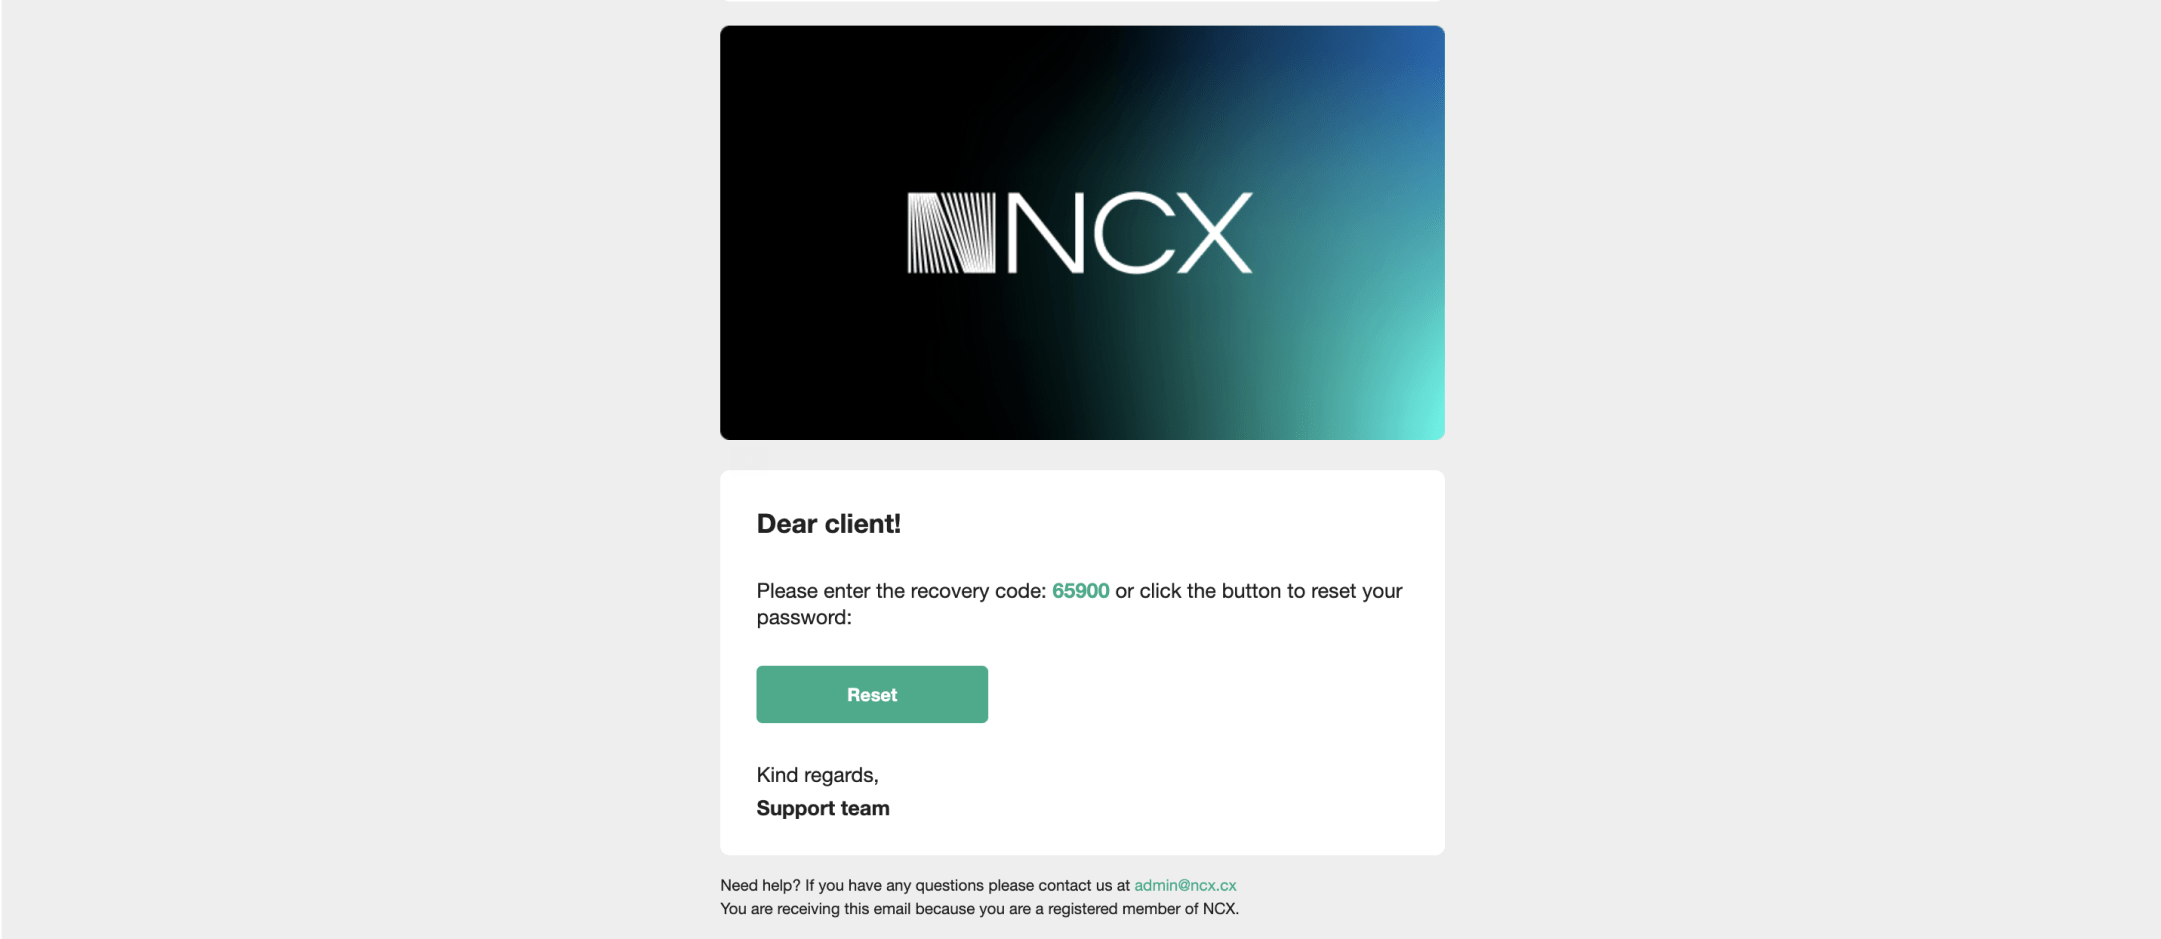 NCX
Dear client!
Please enter the recovery code: 65900 or click the button to reset your
password:
Reset
Kind regards,
Support team
Need help? If you have any questions please contact us at admin@ncx.cx
You are receiving this email because you are a registered member of NCX.